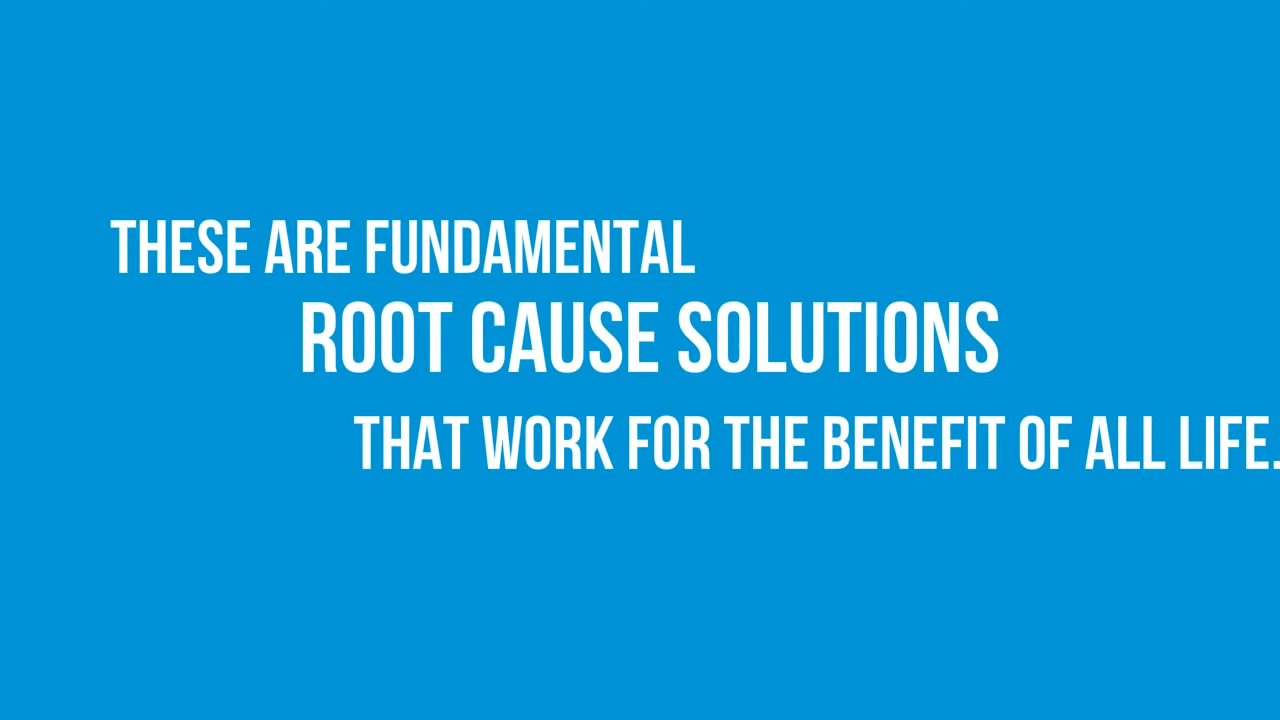 THESE ARE FUNDAMENTAL
ROOT CAUSE SOLUTIONS
THAT WORK FOR THE BENEFIT OF ALL LIFE.